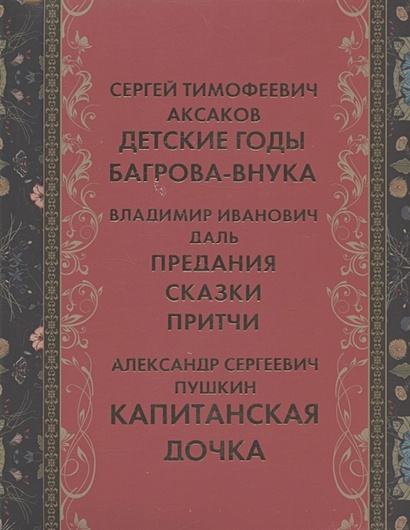 СЕРГЕЙ ТИМОФЕЕВИЧ
АКСАКОВ
ДЕТСКИЕ ГОДЫ
БАГРОВА-ВНУКА
ВЛАДИМИР ИВАНОВИЧ
ДАЛЬ
ПРЕДАНИЯ
СКАЗКИ
ПРИТЧИ
АЛЕКСАНДР СЕРГЕЕВИЧ
ПУШКИН
КАПИТАНСКАЯ
ДОЧКА